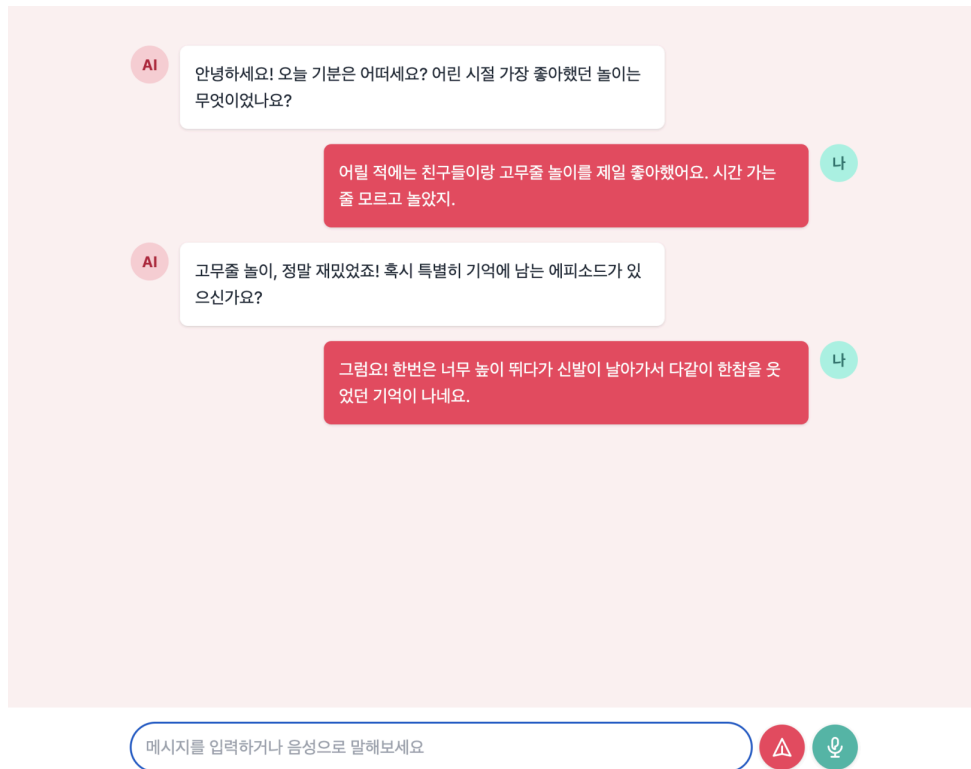 AI
안녕하세요! 오늘 기분은 어떠세요? 어린 시절 가장 좋아했던 놀이는
무엇이었나요?
나
어릴 적에는 친구들이랑 고무줄 놀이를 제일 좋아했어요. 시간 가는
줄 모르고 놀았지.
AI
고무줄 놀이, 정말 재밌었죠! 혹시 특별히 기억에 남는 에피소드가 있
으신가요?
나
그럼요! 한번은 너무 높이 뛰다가 신발이 날아가서 다같이 한참을 웃
었던 기억이 나네요.
메시지를 입력하거나 음성으로 말해보세요